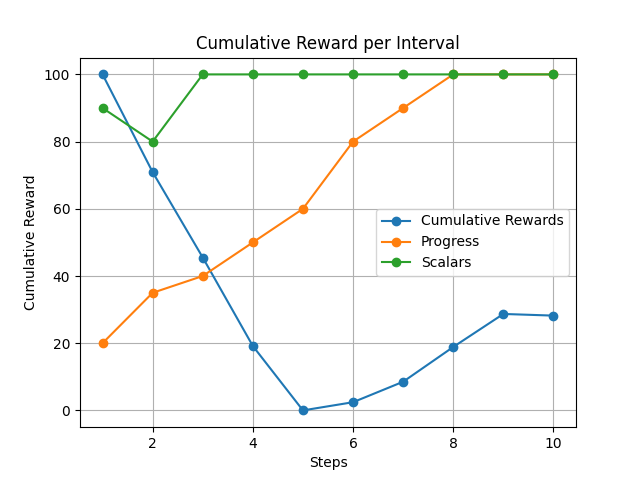 Cumulative Reward per Interval
100
80
60
40
20
0
Cumulative Reward
Cumulative Rewards
Progress
Scalars
2 4 6 8 10
Steps